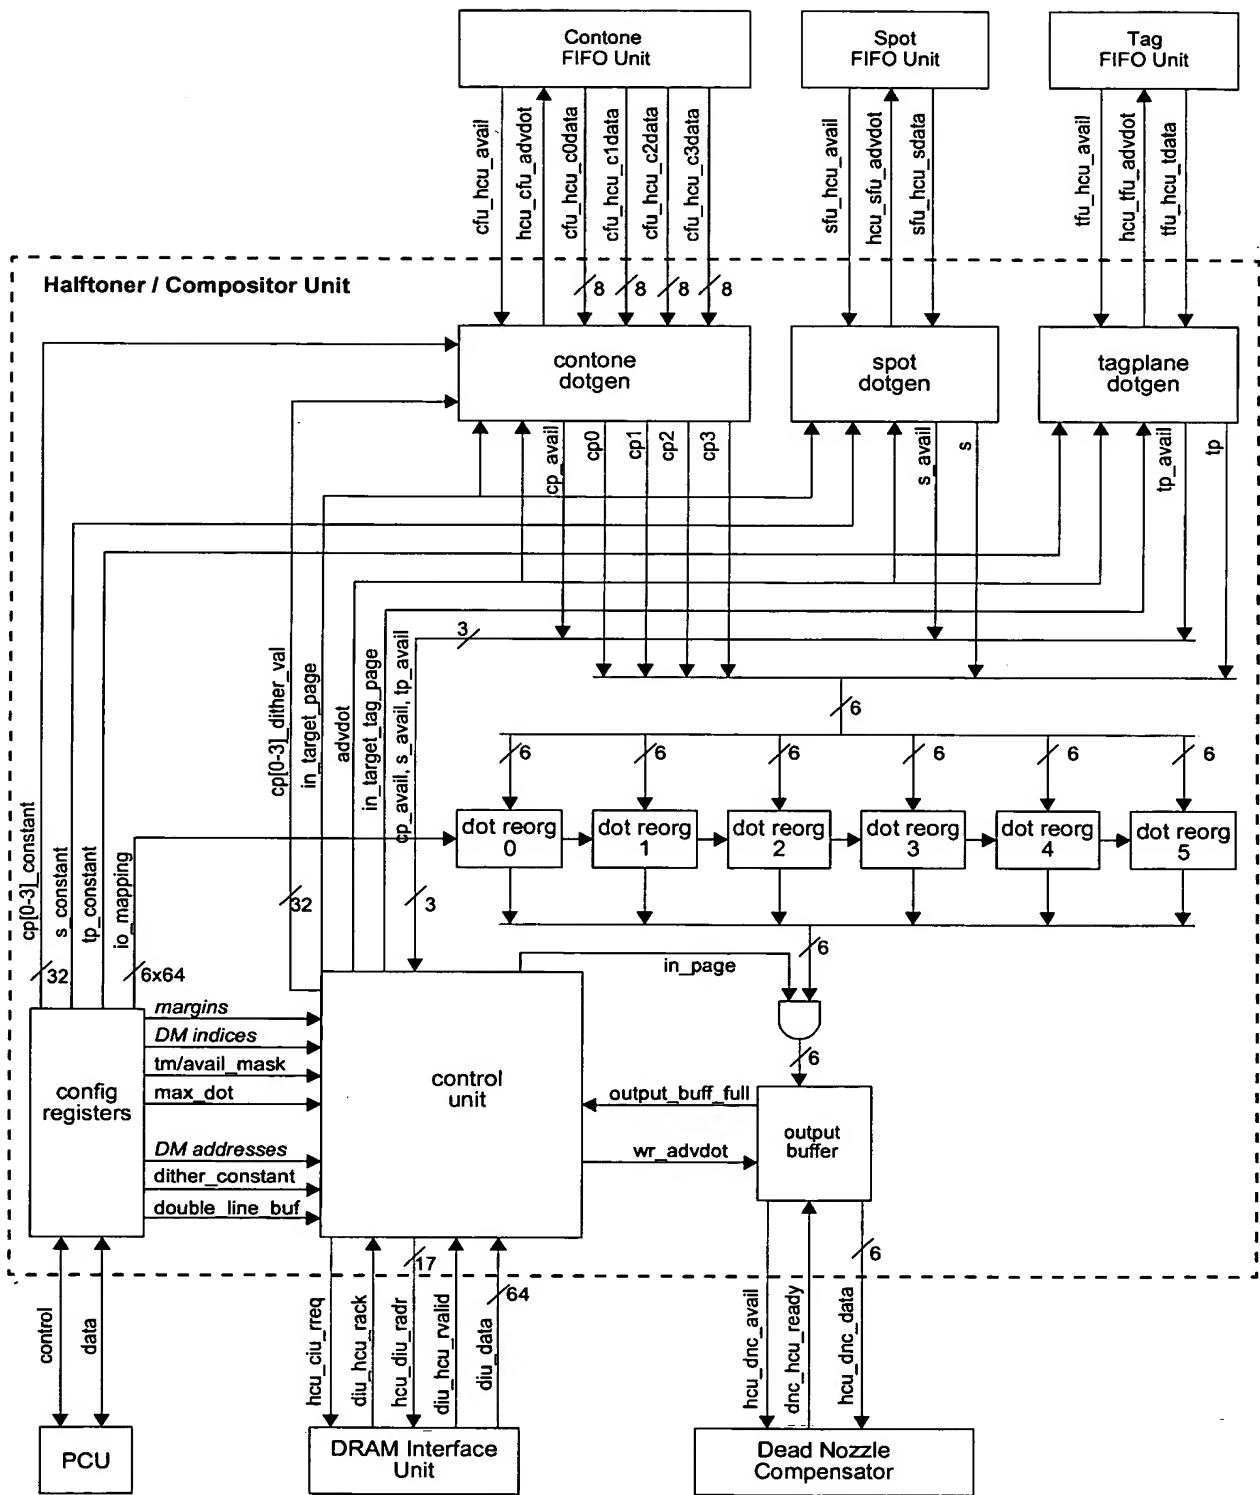 Contone
FIFO Unit
Spot
FIFO Unit
Tag
FIFO Unit
cfu_hcu_avail
hcu_cfu_advdot
cfu_hcu_c0data
cfu_hcu_c1data
cfu_hcu_c2data
cfu_hcu_c3data
sfu_hcu_avail
hcu_sfu_advdot
sfu_hcu_sdata
tfu_hcu_avail
hcu_tfu_advdot
tfu_hcu_tdata
Halftoner / Compositor Unit
8
8
8
8
contone
dotgen
spot
dotgen
tagplane
dotgen
cp_avail
cp0
cp1
cp2
cp3
s_avail
s
tp_avail
tp
3
cp[0-3]_dither_val
in_target_page
advdot
in_target_tag_page
cp_avail, s_avail, tp_avail
6
6
6
6
6
6
6
dot reorg
0
dot reorg
1
dot reorg
2
dot reorg
3
dot reorg
4
dot reorg
5
cp[0-3]_constant
s_constant
tp_constant
io_mapping
32
3
6
32
6x64
in_page
margins
DM indices
tm/avail_mask
max_dot
DM addresses
dither_constant
double_line_buf
config
registers
control
unit
6
output_buff_full
wr_advdot
output
buffer
17
64
6
control
data
hcu_ciu_rreq
diu_hcu_rack
hcu_diu_radr
diu_hcu_rvalid
diu_data
hcu_dnc_avail
dnc_hcu_ready
hcu_dnc_data
PCU
DRAM Interface
Unit
Dead Nozzle
Compensator